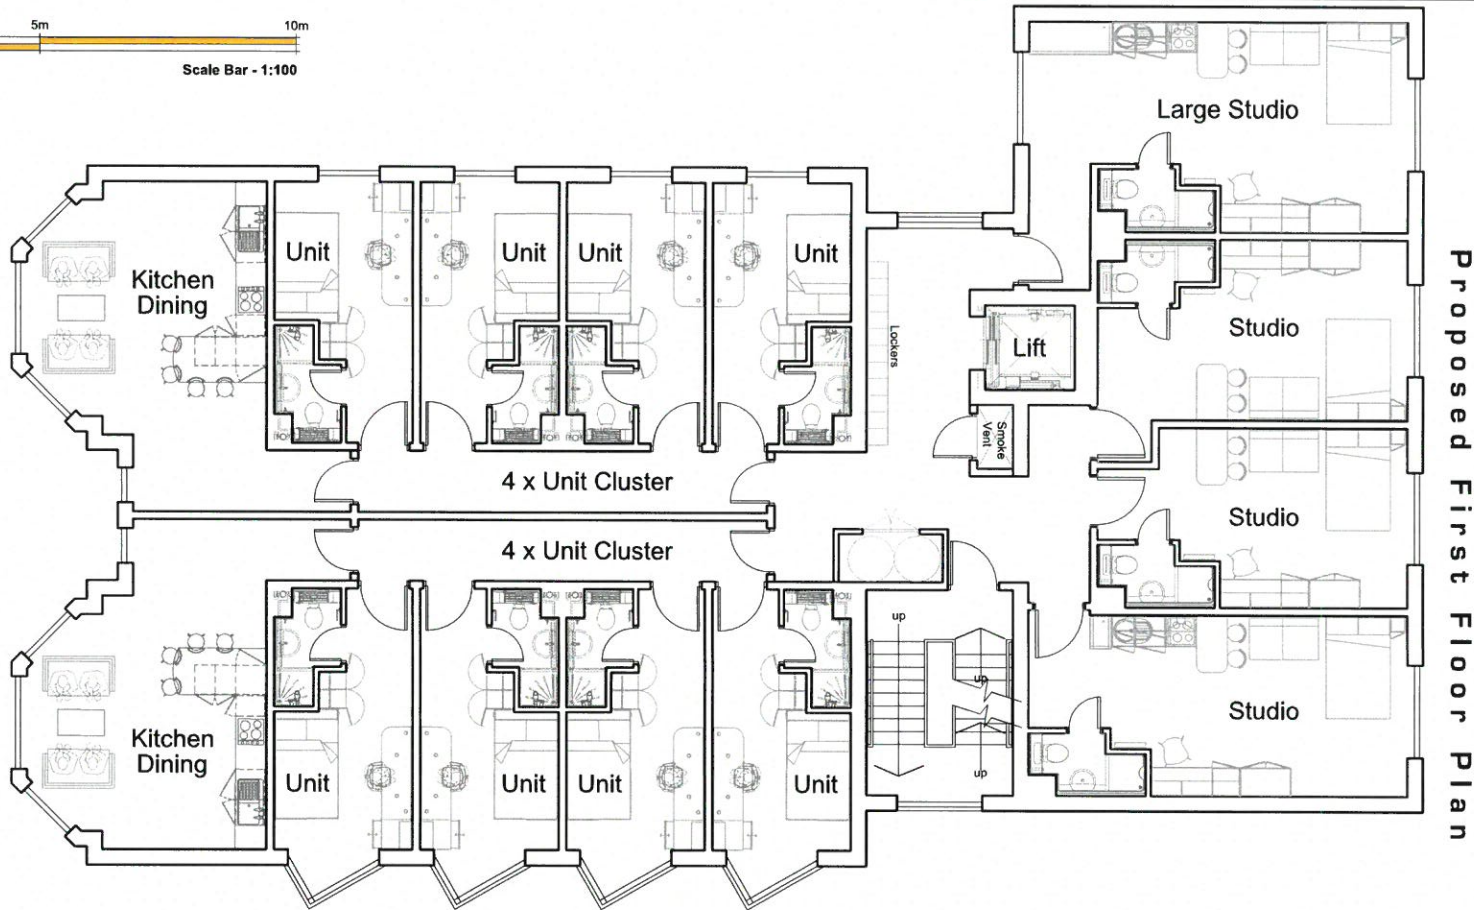 5m 10m
Scale Bar - 1:100
Large Studio
Unit Unit Unit Unit
Kitchen
Dining
Studio
Lift
Lockers
Smoke
Vent
4 x Unit Cluster
Studio
4 x Unit Cluster
up
up
Studio
Kitchen
Dining
Unit Unit Unit Unit
up
Proposed First Floor Plan